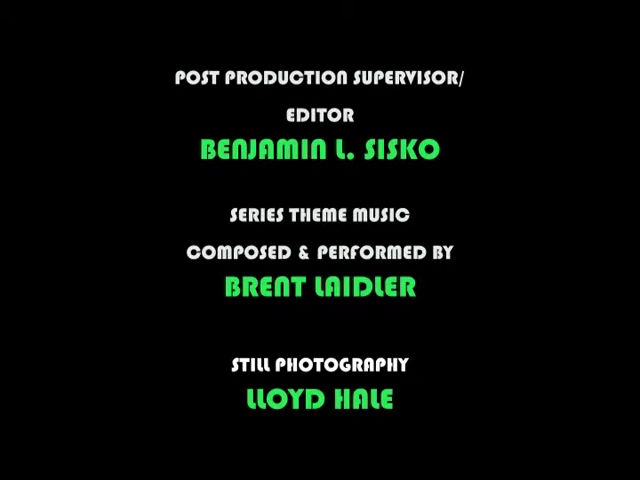 POST PRODUCTION SUPERVISOR/
EDITOR
BENJAMIN L. SISKO
SERIES THEME MUSIC
COMPOSED & PERFORMED BY
BRENT LAIDLER
STILL PHOTOGRAPHY
LLOYD HALE